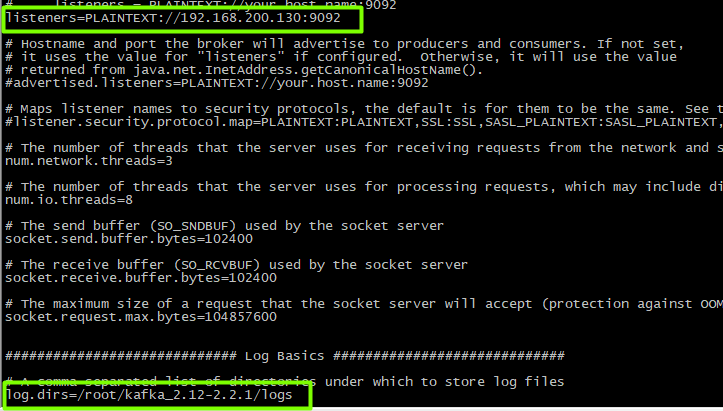 #     listeners = PLAINTEXT://your.host.name:9092
listeners=PLAINTEXT://192.168.200.130:9092
# Hostname and port the broker will advertise to producers and consumers. If not set,
# it uses the value for "listeners" if configured.  Otherwise, it will use the value
# returned from java.net.InetAddress.getCanonicalHostName().
#advertised.listeners=PLAINTEXT://your.host.name:9092
# Maps listener names to security protocols, the default is for them to be the same. See t
#listener.security.protocol.map=PLAINTEXT:PLAINTEXT,SSL:SSL,SASL_PLAINTEXT:SASL_PLAINTEXT,
# The number of threads that the server uses for receiving requests from the network and s
num.network.threads=3
# The number of threads that the server uses for processing requests, which may include di
num.io.threads=8
# The send buffer (SO_SNDBUF) used by the socket server
socket.send.buffer.bytes=102400
# The receive buffer (SO_RCVBUF) used by the socket server
socket.receive.buffer.bytes=102400
# The maximum size of a request that the socket server will accept (protection against OOM
socket.request.max.bytes=104857600
############################# Log Basics #############################
# A comma separated list of directories under which to store log files
log.dirs=/root/kafka_2.12-2.2.1/logs